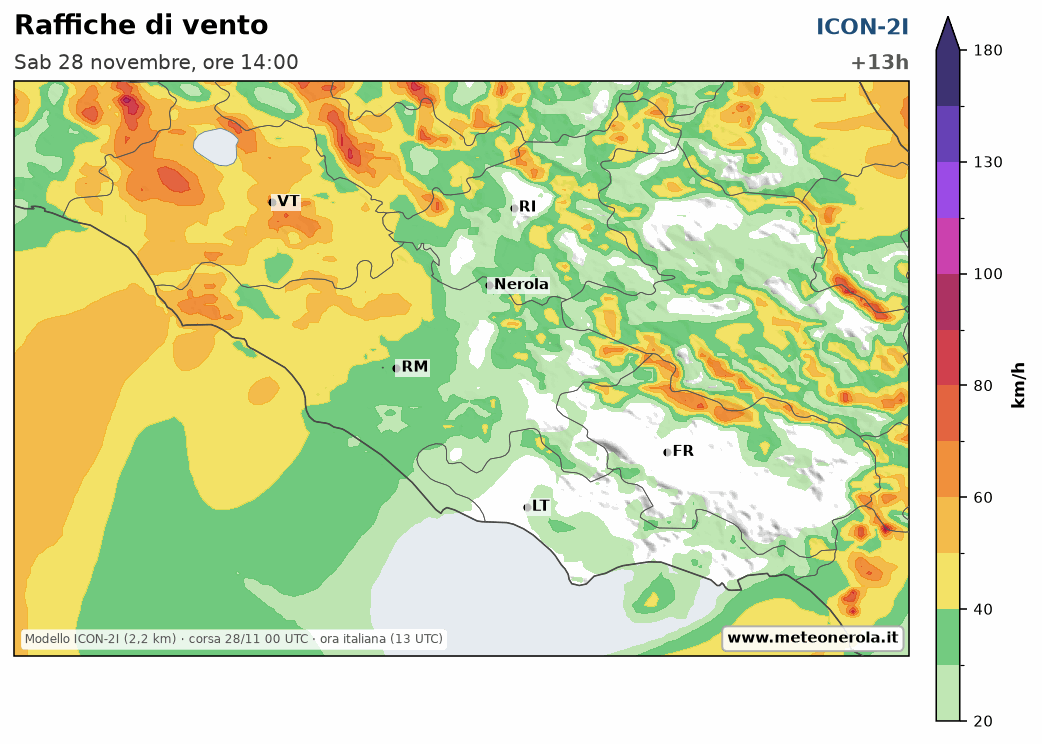 Raffiche di vento
ICON-2I
Sab 28 novembre, ore 14:00
+13h
VT
RI
Nerola
RM
FR
LT
Modello ICON-2I (2,2 km) · corsa 28/11 00 UTC · ora italiana (13 UTC)
www.meteonerola.it
180
130
100
80
60
40
20
km/h